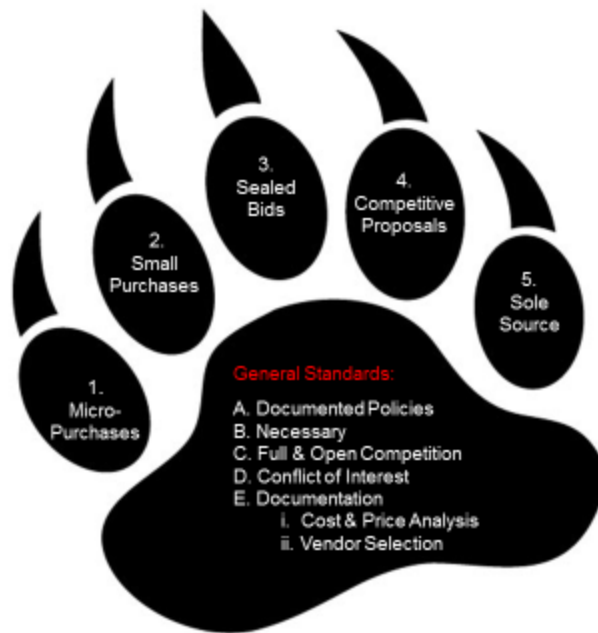 1.
Micro-
Purchases
2.
Small
Purchases
3.
Sealed
Bids
4.
Competitive
Proposals
5.
Sole
Source
General Standards:
A. Documented Policies
B. Necessary
C. Full & Open Competition
D. Conflict of Interest
E. Documentation
i. Cost & Price Analysis
ii. Vendor Selection